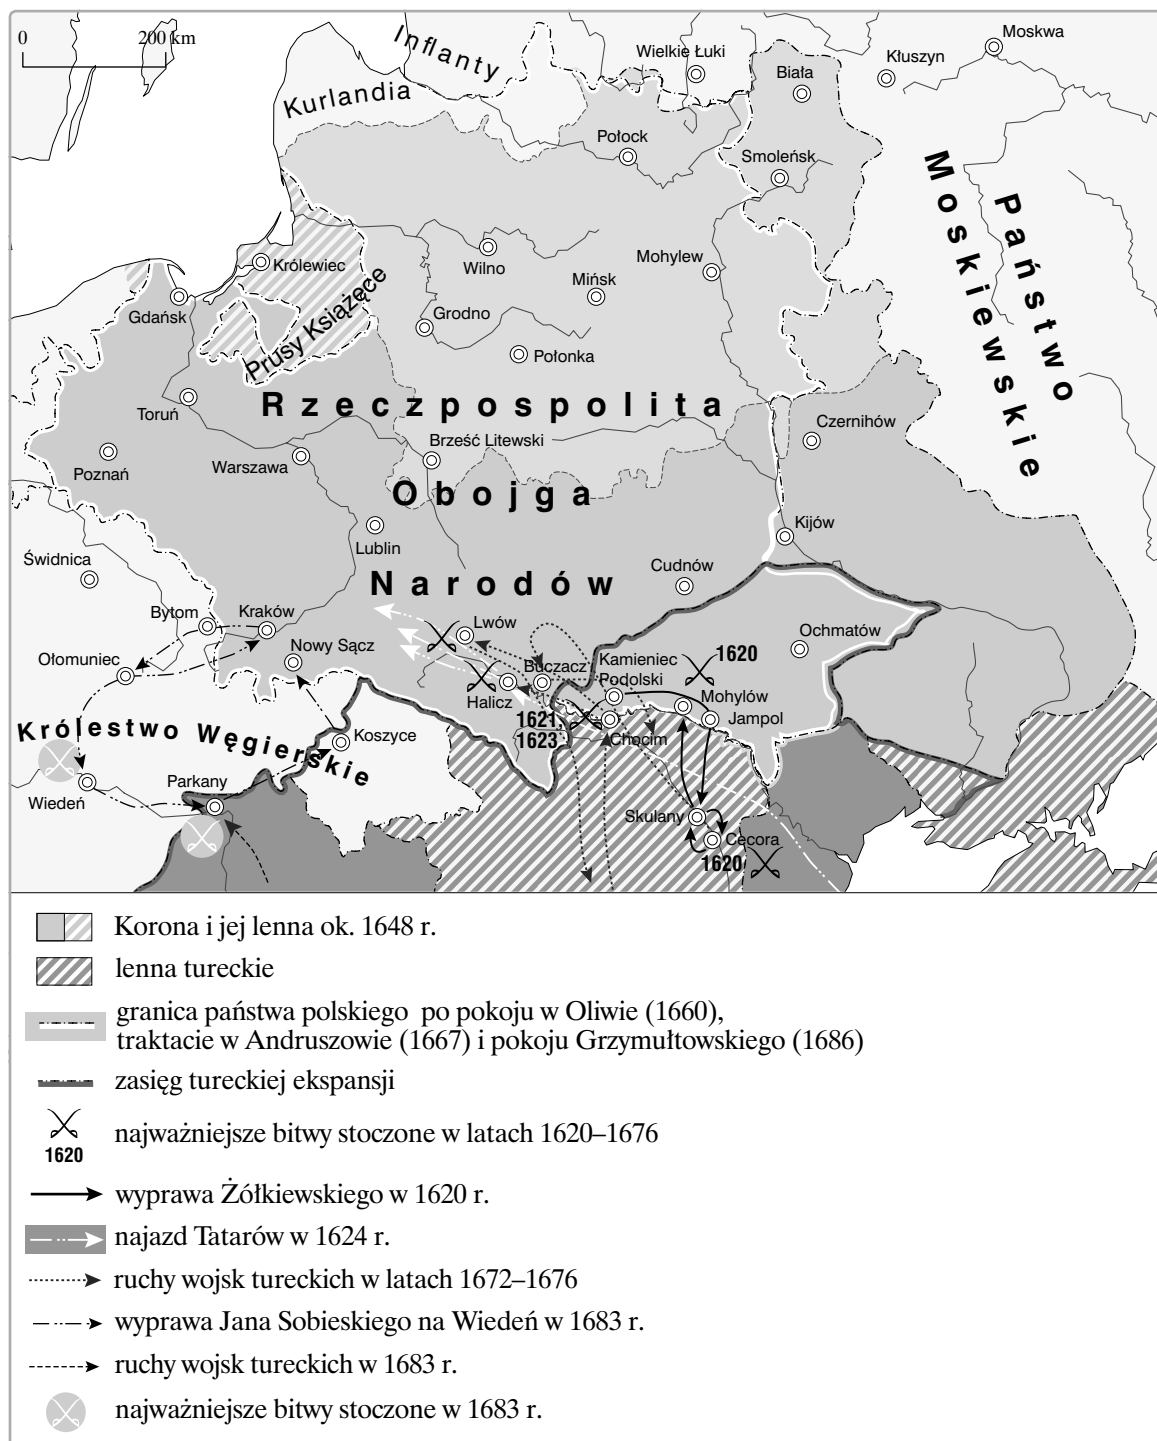 0 200 km
Inflanty
Kurlandia
Wielkie Łuki
Moskwa
Kłuszyn
Biała
Połock
Smoleńsk
Państwo
Moskiewskie
Królewiec
Wilno
Mohylew
Mińsk
Gdańsk
Prusy Książęce
Grodno
Połonka
Toruń
Rzeczpospolita
Czernihów
Poznań
Warszawa
Brześć Litewski
Obojga
Lublin
Kijów
Świdnica
Cudnów
Narodów
Bytom
Kraków
Lwów
Ochmatów
Ołomuniec
Nowy Sącz
Buczacz
Kamieniec
Podolski
1620
Halicz
Mohylów
Jampol
1621,
1623
Chocim
Królestwo Węgierskie
Koszyce
Wiedeń
Parkany
Skulany
Cecora
1620
Korona i jej lenna ok. 1648 r.
lenna tureckie
granica państwa polskiego po pokoju w Oliwie (1660),
traktacie w Andruszowie (1667) i pokoju Grzymułtowskiego (1686)
zasięg tureckiej ekspansji
najważniejsze bitwy stoczone w latach 1620–1676
1620
wyprawa Żółkiewskiego w 1620 r.
najazd Tatarów w 1624 r.
ruchy wojsk tureckich w latach 1672–1676
wyprawa Jana Sobieskiego na Wiedeń w 1683 r.
ruchy wojsk tureckich w 1683 r.
najważniejsze bitwy stoczone w 1683 r.